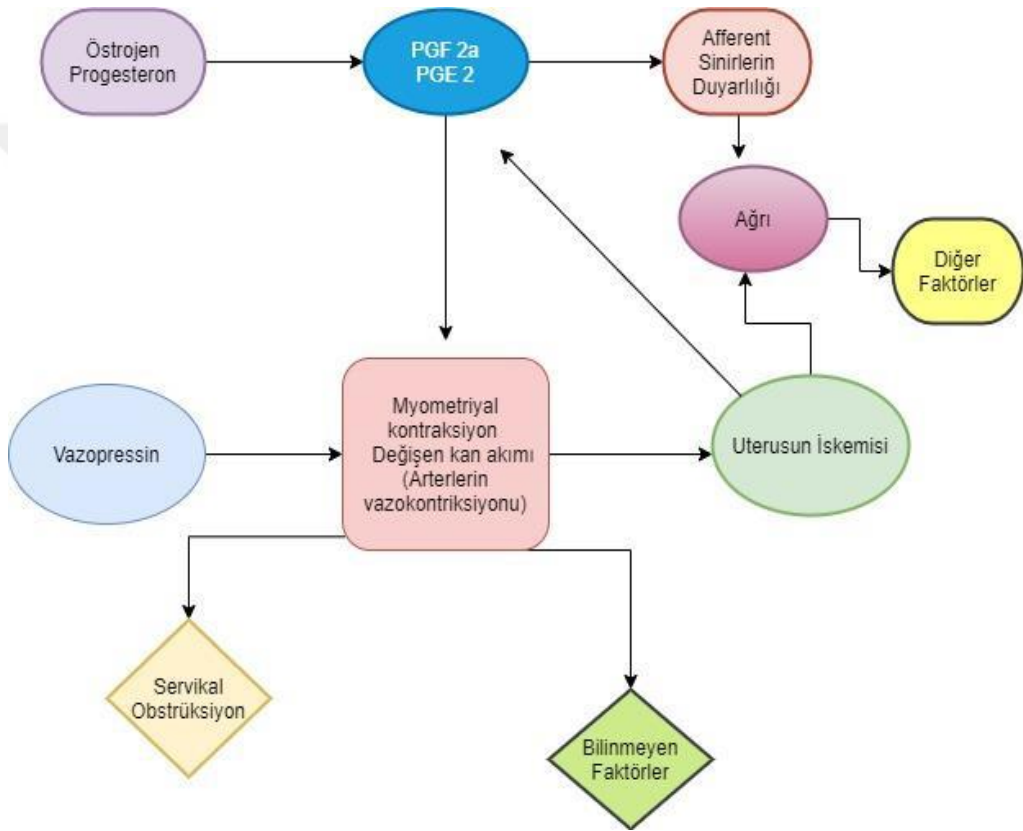 Östrojen
Progesteron
PGF 2a
PGE 2
Afferent
Sinirlerin
Duyarlılığı
Ağrı
Diğer
Faktörler
Vazopressin
Myometriyal
kontraksiyon
Değişen kan akımı
(Arterlerin
vazokontriksiyonu)
Uterusun İskemisi
Servikal
Obstrüksiyon
Bilinmeyen
Faktörler